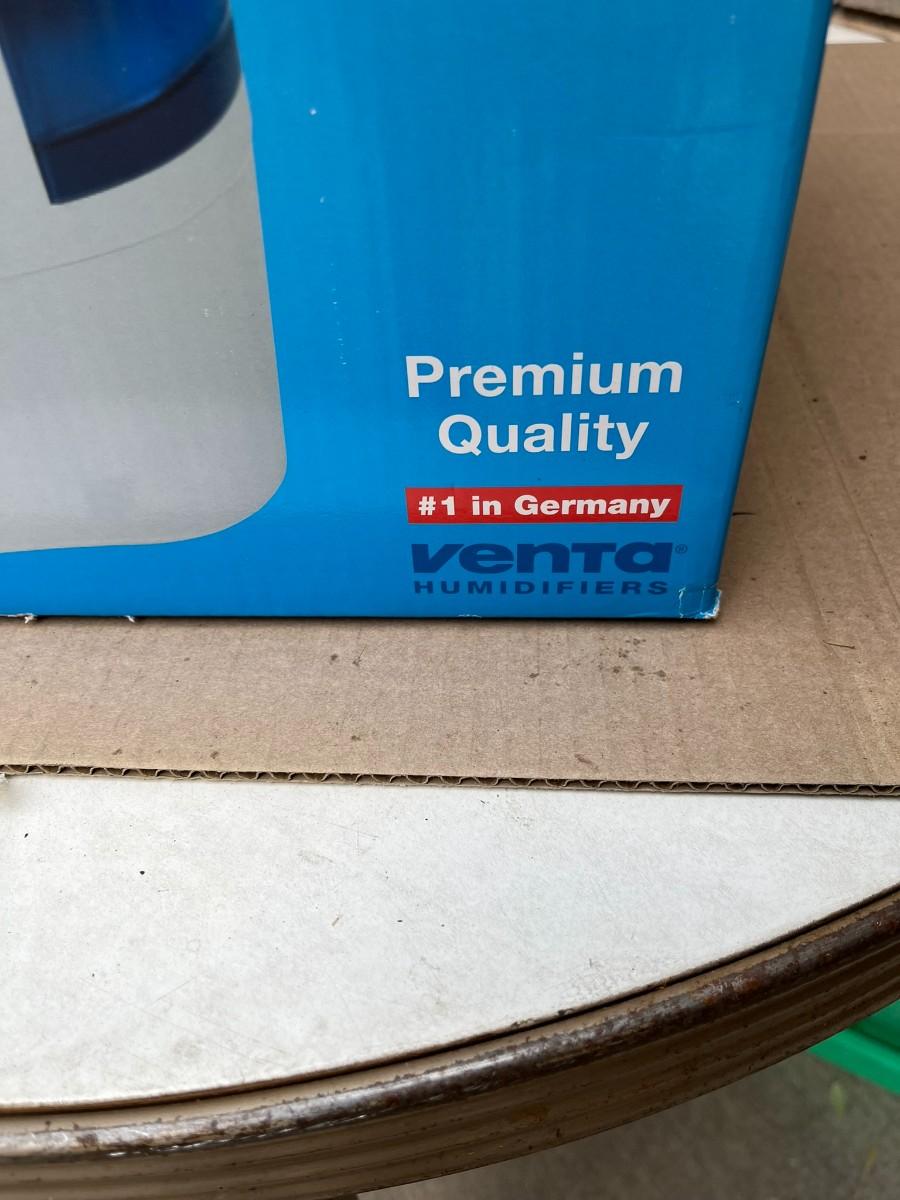 Premium
Quality
#1 in Germany
venta®
HUMIDIFIERS